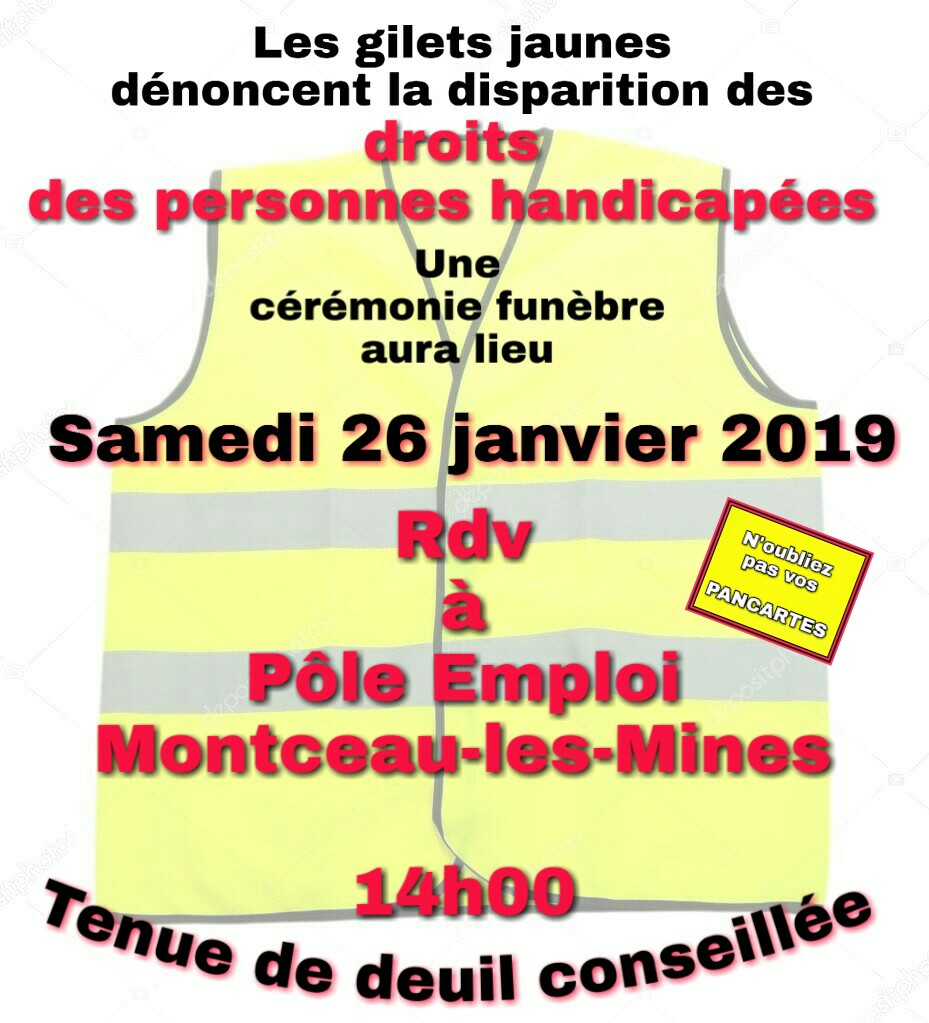 Les gilets jaunes
dénoncent la disparition des
droits
des personnes handicapées
Une
cérémonie funèbre
aura lieu
Samedi 26 janvier 2019
Rdv
à
Pôle Emploi
Montceau-les-Mines
N'oubliez
pas vos
PANCARTES
14h00
Tenue de deuil conseillée